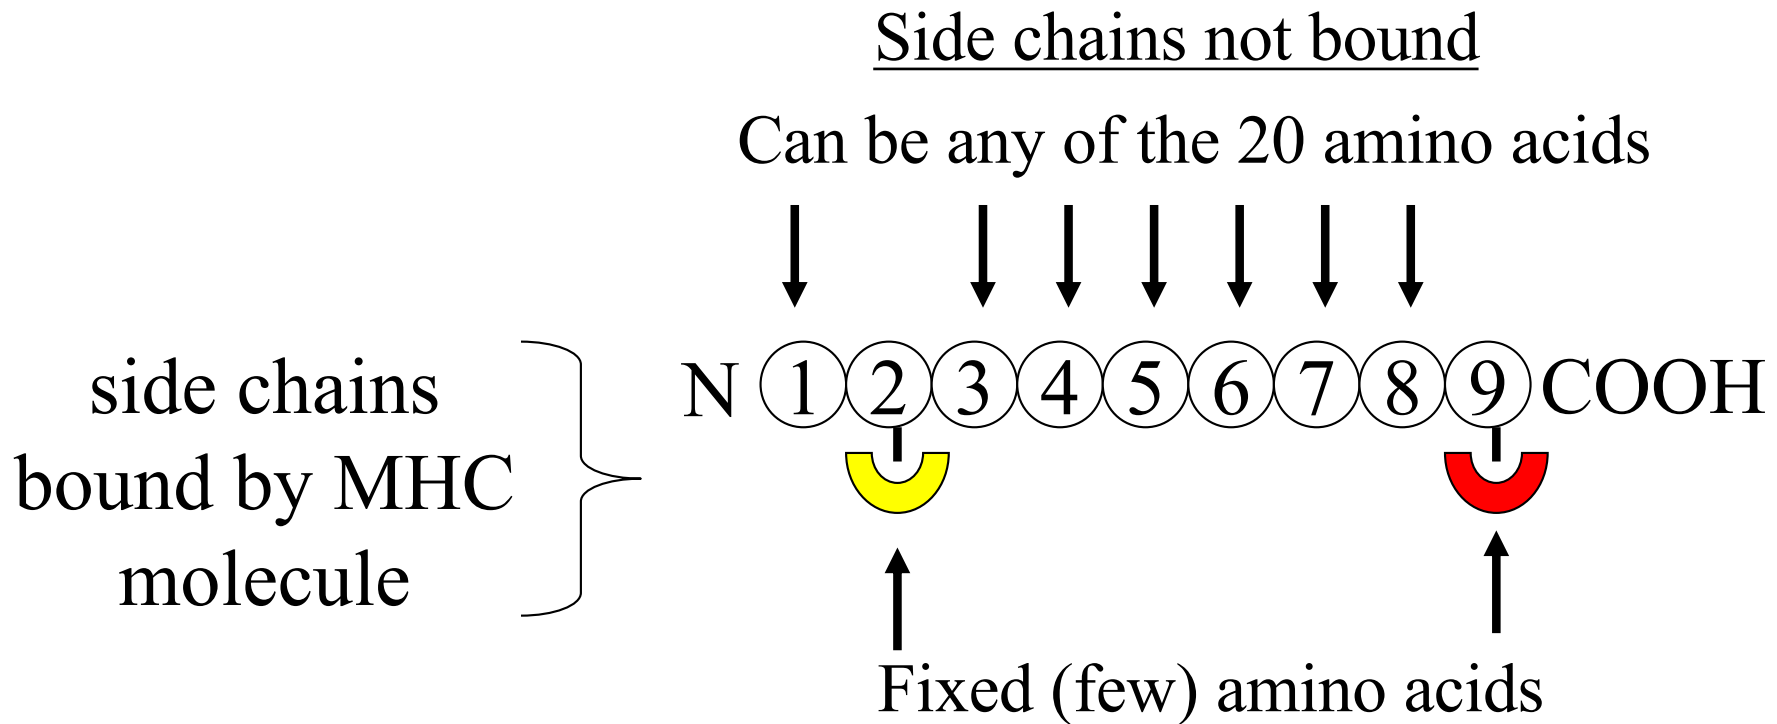 Side chains not bound
Can be any of the 20 amino acids
side chains
bound by MHC
molecule
N 1 2 3 4 5 6 7 8 9 COOH
Fixed (few) amino acids